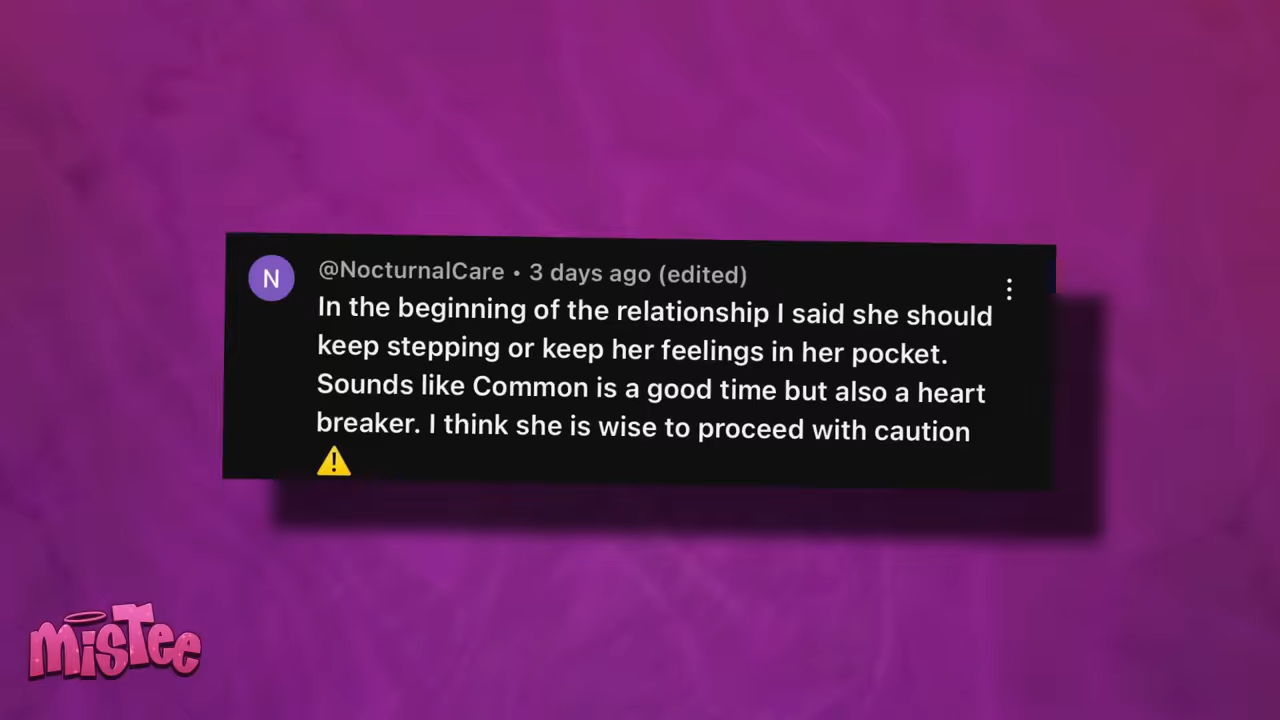 N
@NocturnalCare • 3 days ago (edited)
In the beginning of the relationship I said she should
keep stepping or keep her feelings in her pocket.
Sounds like Common is a good time but also a heart
breaker. I think she is wise to proceed with caution
⚠️
misTee